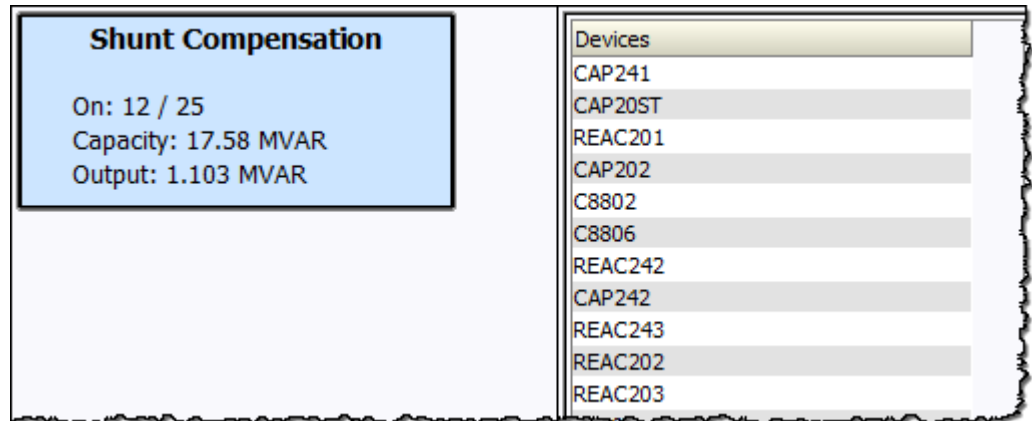 Shunt Compensation
On: 12 / 25
Capacity: 17.58 MVAR
Output: 1.103 MVAR
Devices
CAP241
CAP20ST
REAC201
CAP202
C8802
C8806
REAC242
CAP242
REAC243
REAC202
REAC203